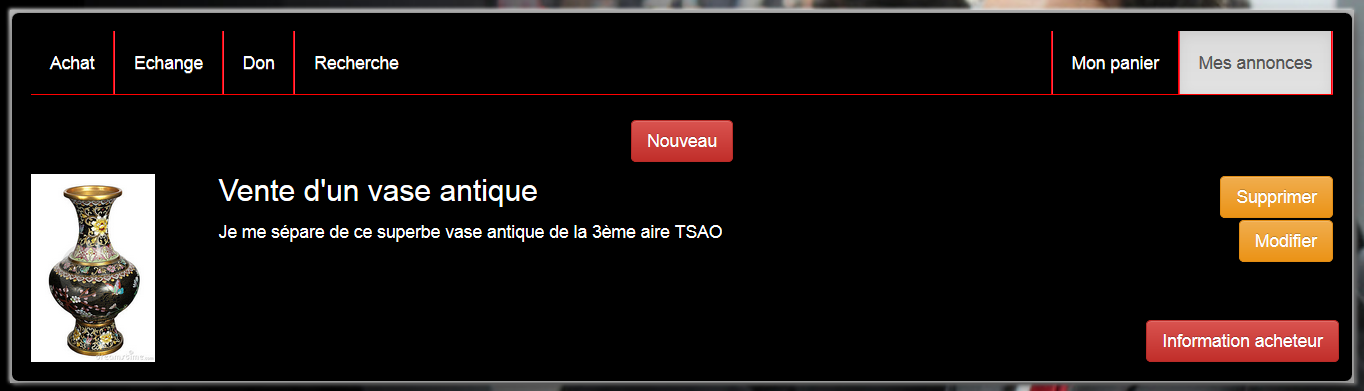 Achat Echange Don Recherche Mon panier Mes annonces
Nouveau
Vente d'un vase antique
Je me sépare de ce superbe vase antique de la 3ème aire TSAO
Supprimer
Modifier
Information acheteur